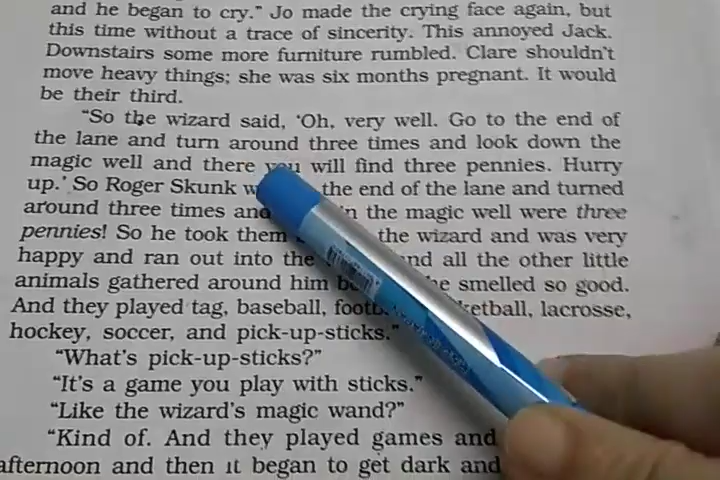 and he began to cry." Jo made the crying face again, but
this time without a trace of sincerity. This annoyed Jack.
Downstairs some more furniture rumbled. Clare shouldn't
move heavy things; she was six months pregnant. It would
be their third.
"So the wizard said, 'Oh, very well. Go to the end of
the lane and turn around three times and look down the
magic well and there you will find three pennies. Hurry
up.' So Roger Skunk the end of the lane and turned
around three times and the magic well were three
pennies! So he took them the wizard and was very
happy and ran out into the and all the other little
animals gathered around him he smelled so good.
And they played tag, baseball, lacrosse,
hockey, soccer, and pick-up-sticks."
"What's pick-up-sticks?"
"It's a game you play with sticks."
"Like the wizard's magic wand?"
"Kind of. And they played games and
afternoon and then it began to get dark and